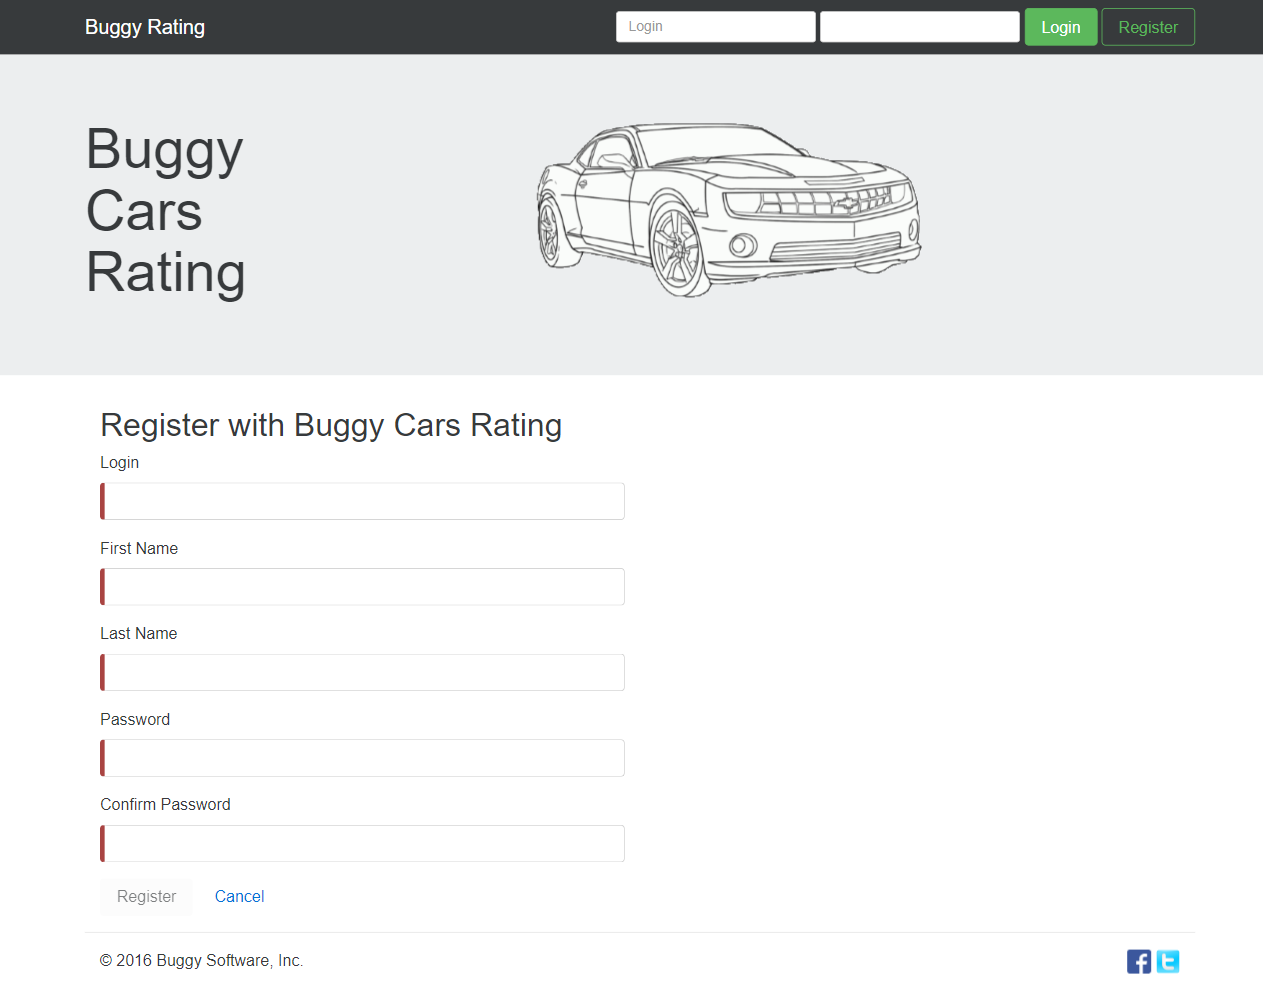 Buggy Rating
Login
Login
Register
Buggy
Cars
Rating
Register with Buggy Cars Rating
Login
First Name
Last Name
Password
Confirm Password
Register
Cancel
© 2016 Buggy Software, Inc.